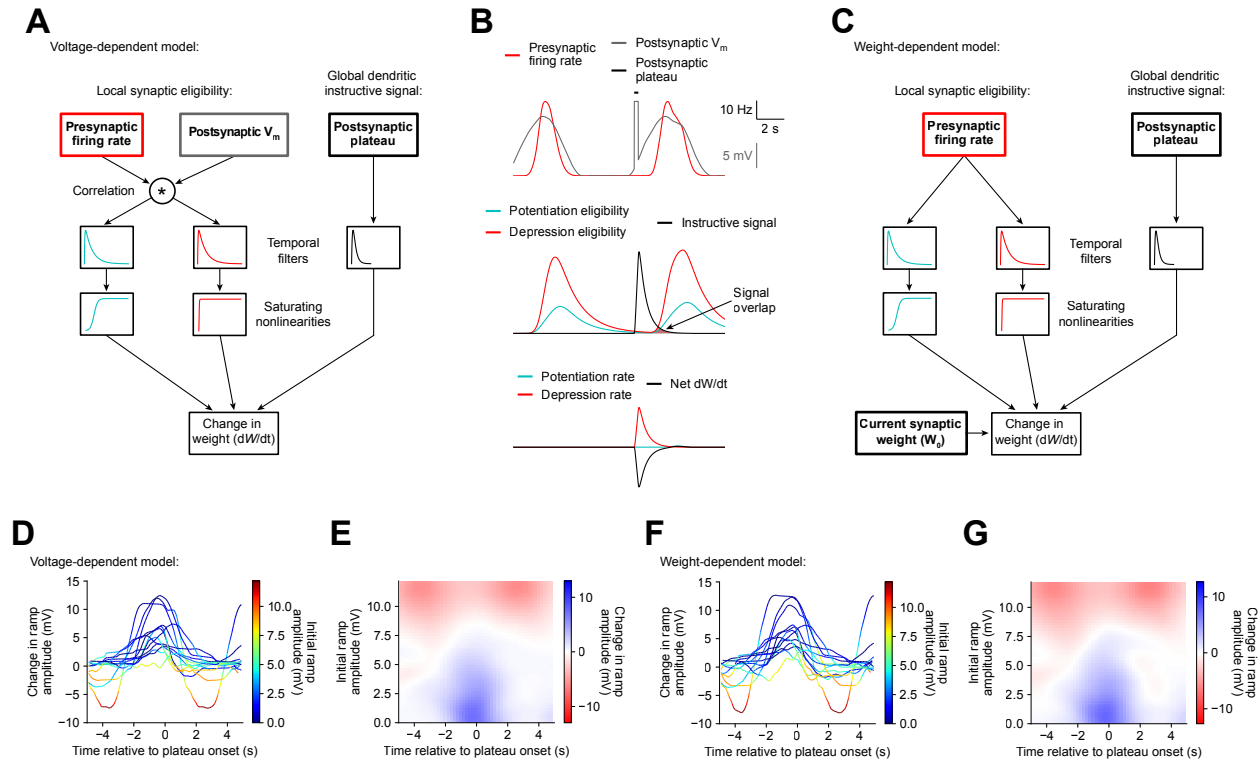 A
Voltage-dependent model:
Local synaptic eligibility:
Global dendritic
instructive signal:
Presynaptic
firing rate
Postsynaptic Vm
Postsynaptic
plateau
Correlation
*
Temporal
filters
Saturating
nonlinearities
Change in
weight (dW/dt)
B
Presynaptic
firing rate
Postsynaptic Vm
Postsynaptic
plateau
10 Hz
2 s
5 mV
Potentiation eligibility
Depression eligibility
Instructive signal
Signal
overlap
Potentiation rate
Depression rate
Net dW/dt
C
Weight-dependent model:
Local synaptic eligibility:
Global dendritic
instructive signal:
Presynaptic
firing rate
Postsynaptic
plateau
Temporal
filters
Saturating
nonlinearities
Current synaptic
weight (W0)
Change in
weight (dW/dt)
D
Voltage-dependent model:
Change in ramp
amplitude (mV)
15
10
5
0
−5
−10
−4 −2 0 2 4
Time relative to plateau onset (s)
10.0
7.5
5.0
2.5
0.0
Initial ramp
amplitude (mV)
E
Initial ramp
amplitude (mV)
10.0
7.5
5.0
2.5
0.0
−4 −2 0 2 4
Time relative to plateau onset (s)
10
0
−10
Change in ramp
amplitude (mV)
F
Weight-dependent model:
Change in ramp
amplitude (mV)
15
10
5
0
−5
−10
−4 −2 0 2 4
Time relative to plateau onset (s)
10.0
7.5
5.0
2.5
0.0
Initial ramp
amplitude (mV)
G
Initial ramp
amplitude (mV)
10.0
7.5
5.0
2.5
0.0
−4 −2 0 2 4
Time relative to plateau onset (s)
10
0
−10
Change in ramp
amplitude (mV)